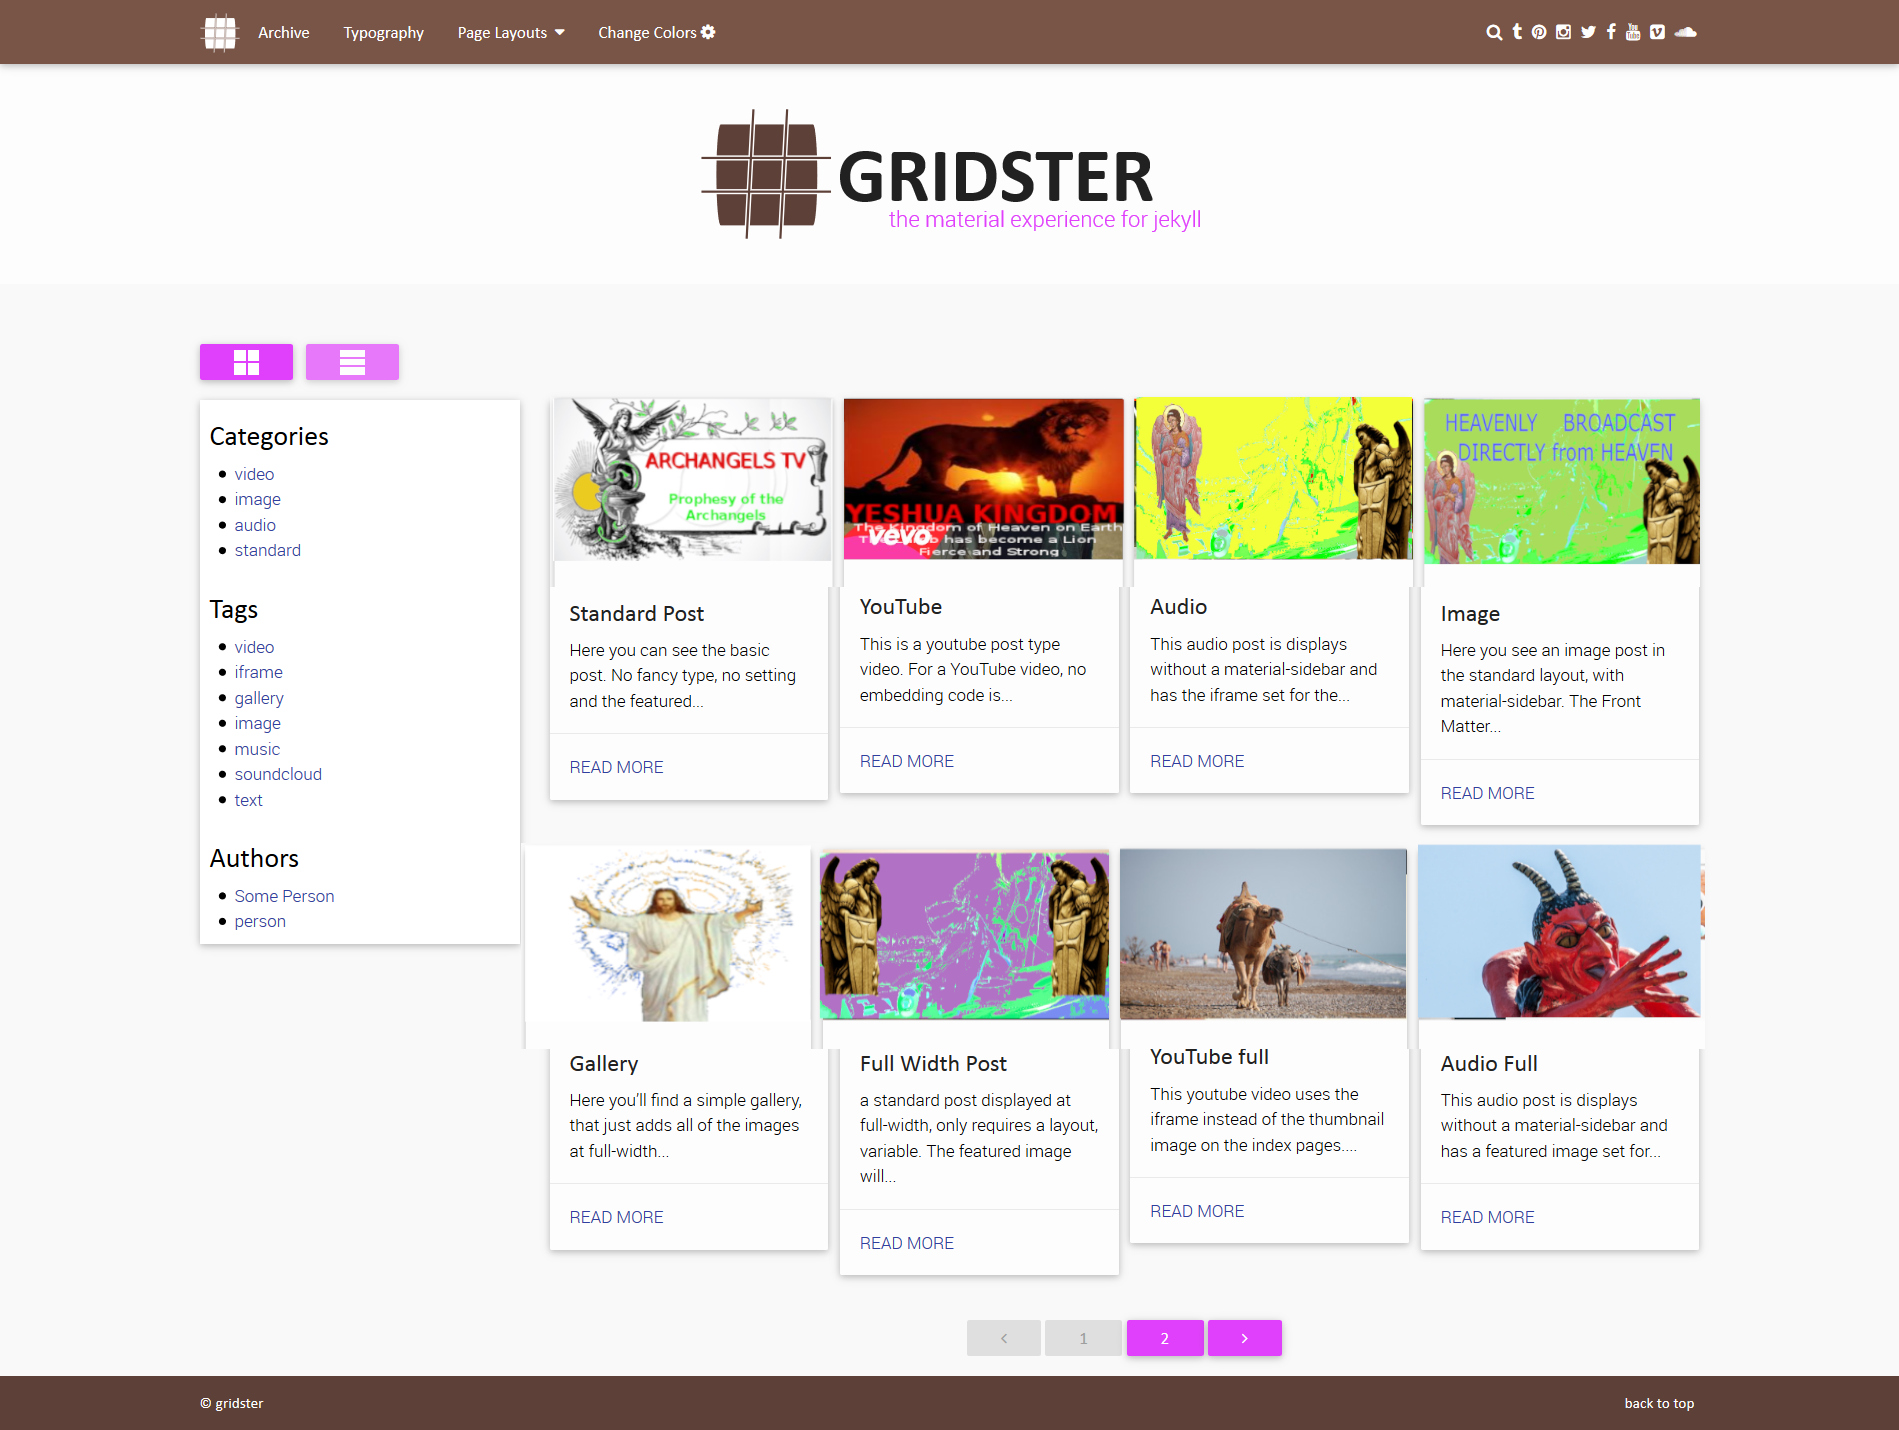 Archive Typography Page Layouts Change Colors
GRIDSTER
the material experience for jekyll
Categories
video
image
audio
standard
Tags
video
iframe
gallery
image
music
soundcloud
text
Authors
Some Person
person
ARCHANGELS TV
Prophesy of the
Archangels
Standard Post
Here you can see the basic
post. No fancy type, no setting
and the featured...
READ MORE
YESHUA KINGDOM
The Kingdom of Heaven on Earth
has become a Lion
vevo
Fierce and Strong
YouTube
This is a youtube post type
video. For a YouTube video, no
embedding code is...
READ MORE
Audio
This audio post is displays
without a material-sidebar and
has the iframe set for the...
READ MORE
HEAVENLY BROADCAST
DIRECTLY from HEAVEN
Image
Here you see an image post in
the standard layout, with
material-sidebar. The Front
Matter...
READ MORE
Gallery
Here you'll find a simple gallery,
that just adds all of the images
at full-width...
READ MORE
Full Width Post
a standard post displayed at
full-width, only requires a layout,
variable. The featured image
will...
READ MORE
YouTube full
This youtube video uses the
iframe instead of the thumbnail
image on the index pages....
READ MORE
Audio Full
This audio post is displays
without a material-sidebar and
has a featured image set for...
READ MORE
1 2
© gridster
back to top